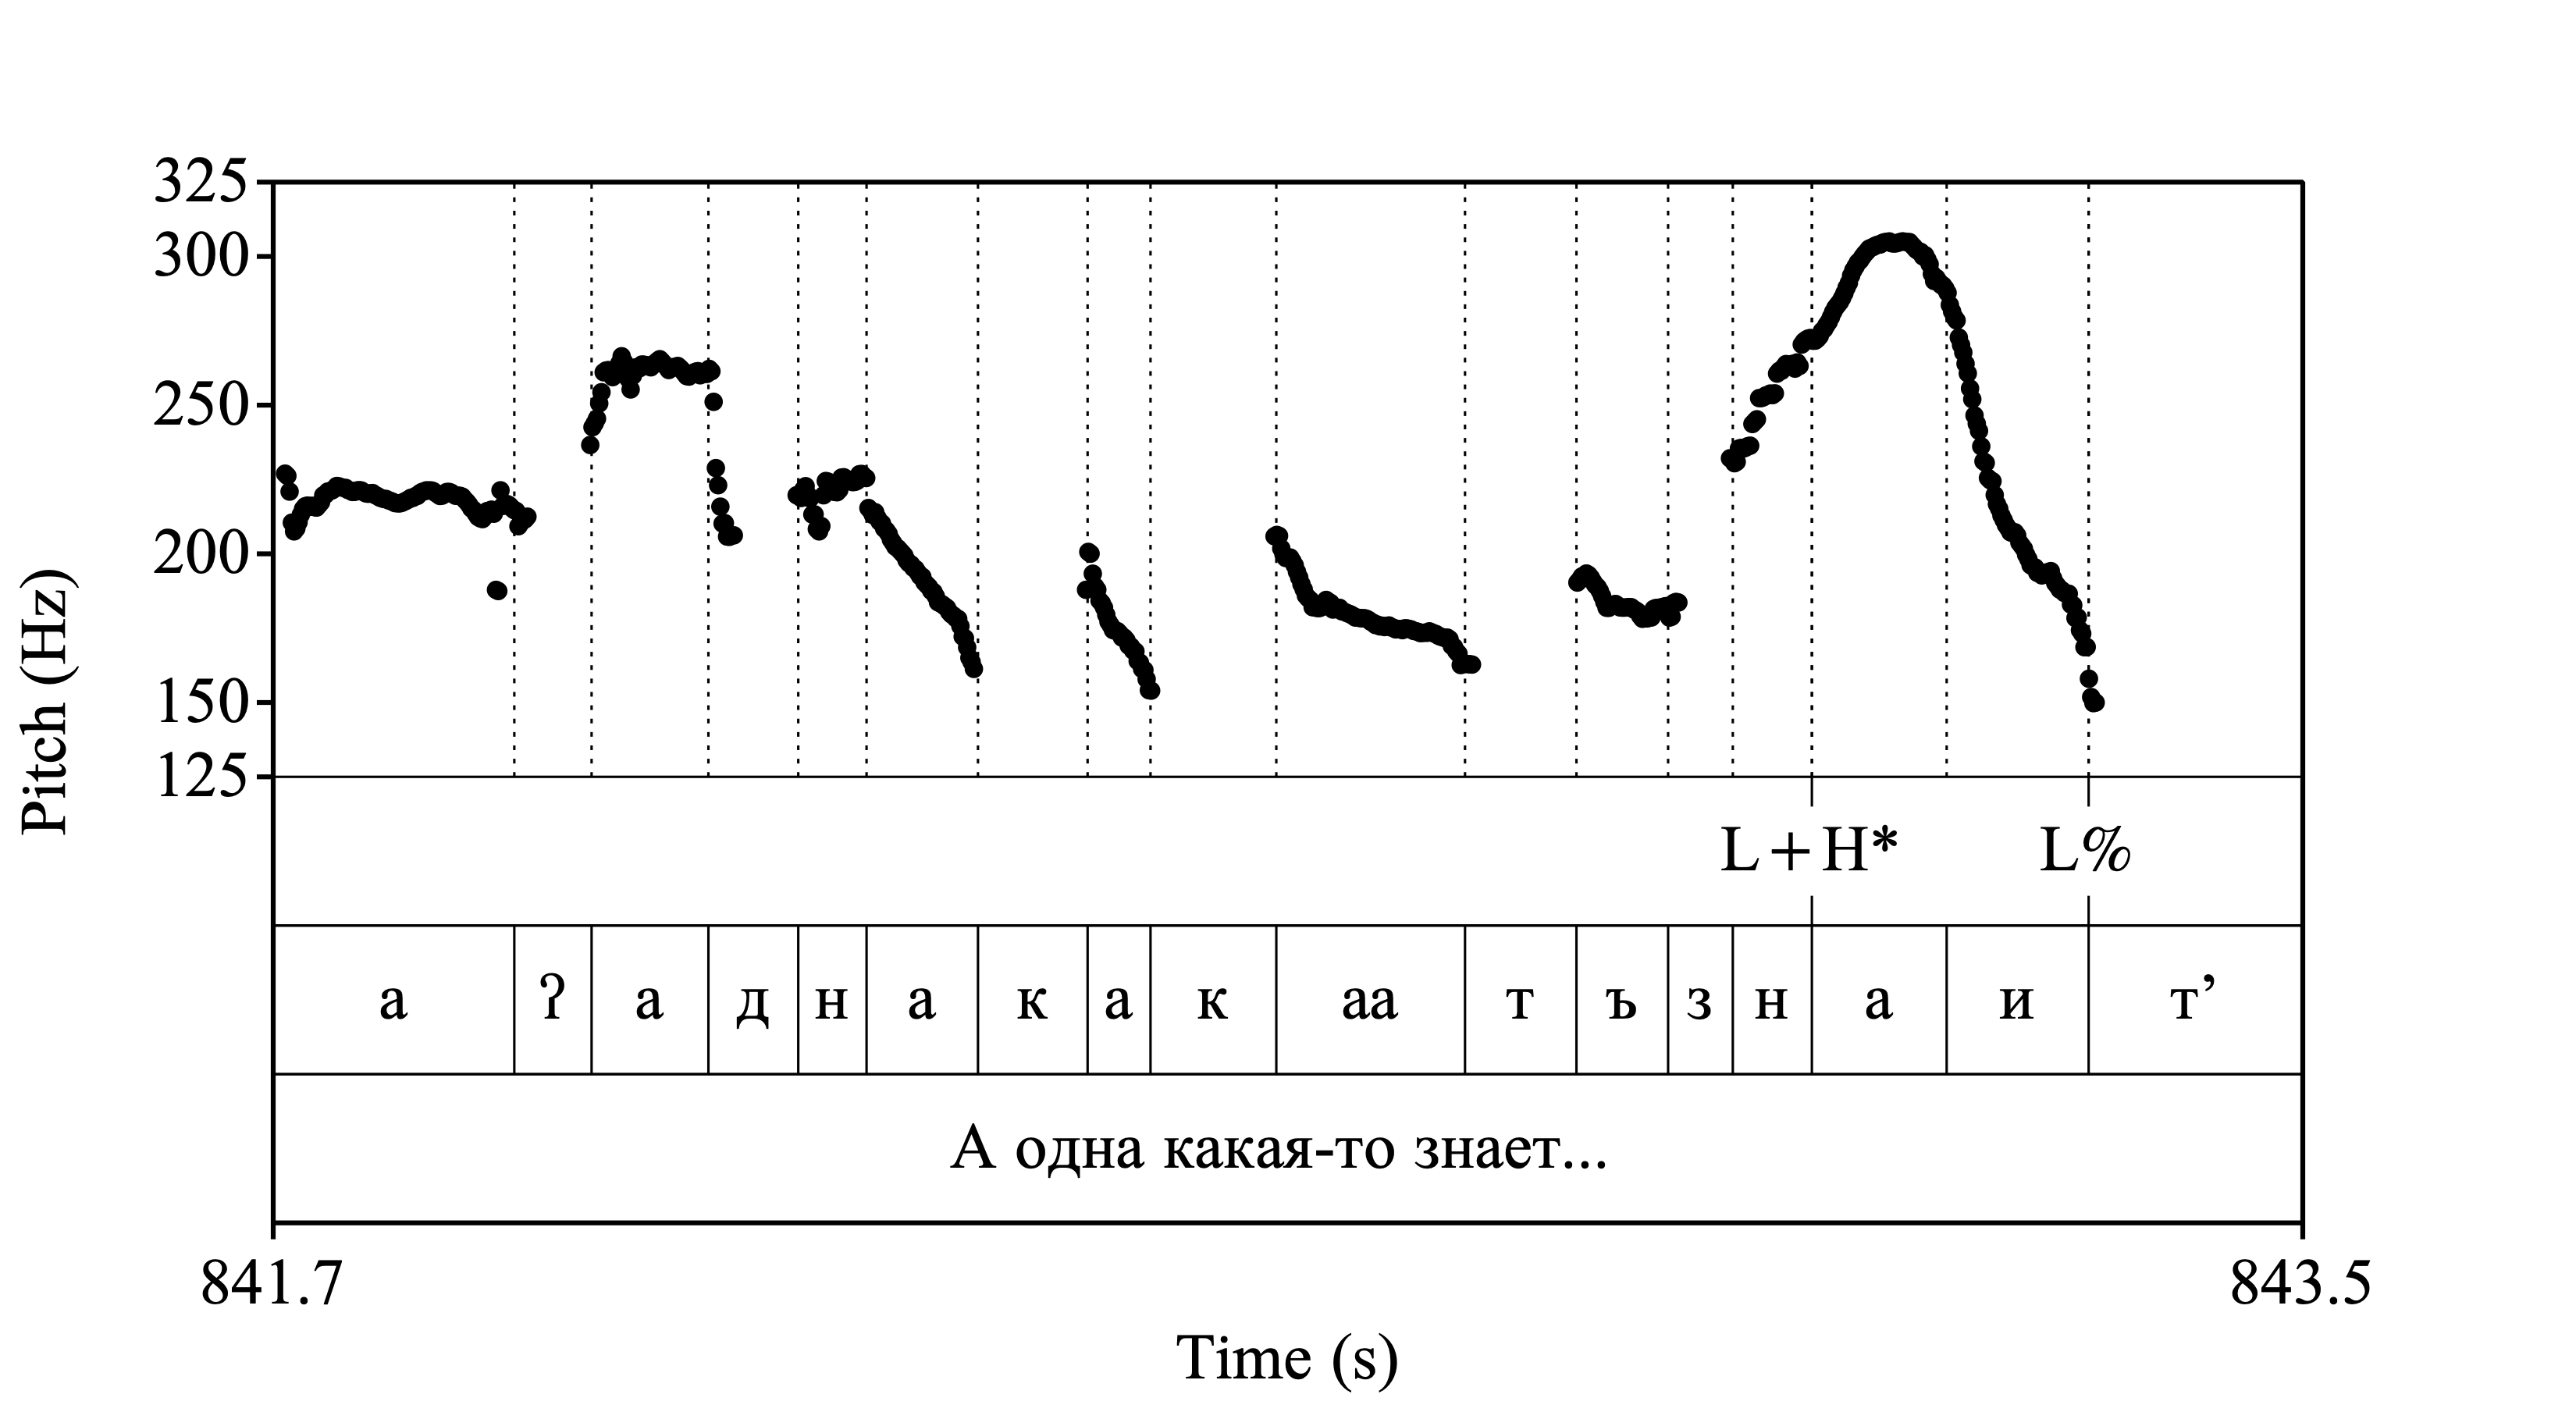 325
300
250
200
150
125
Pitch (Hz)
L+H* L%
а ʔ а д н а к а к аа т ъ з н а и т’
А одна какая-то знает...
841.7 843.5
Time (s)